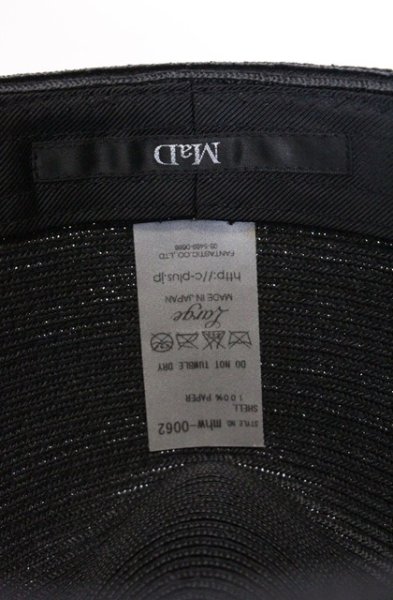 STYLE NO mhw-0062
SHELL
100% PAPER
DO NOT TUMBLE DRY
Large
MADE IN JAPAN
http://c-plus.jp
FANTASTIC.CO.,LTD
MaD